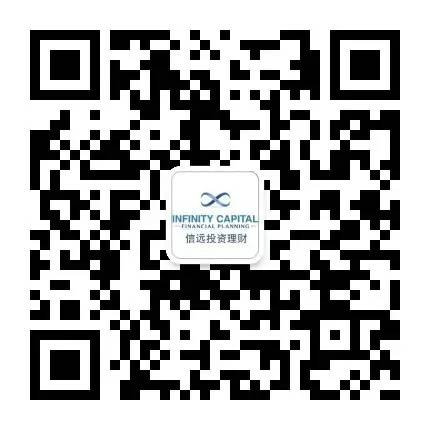 INFINITY CAPITAL
FINANCIAL PLANNING
信远投资理财